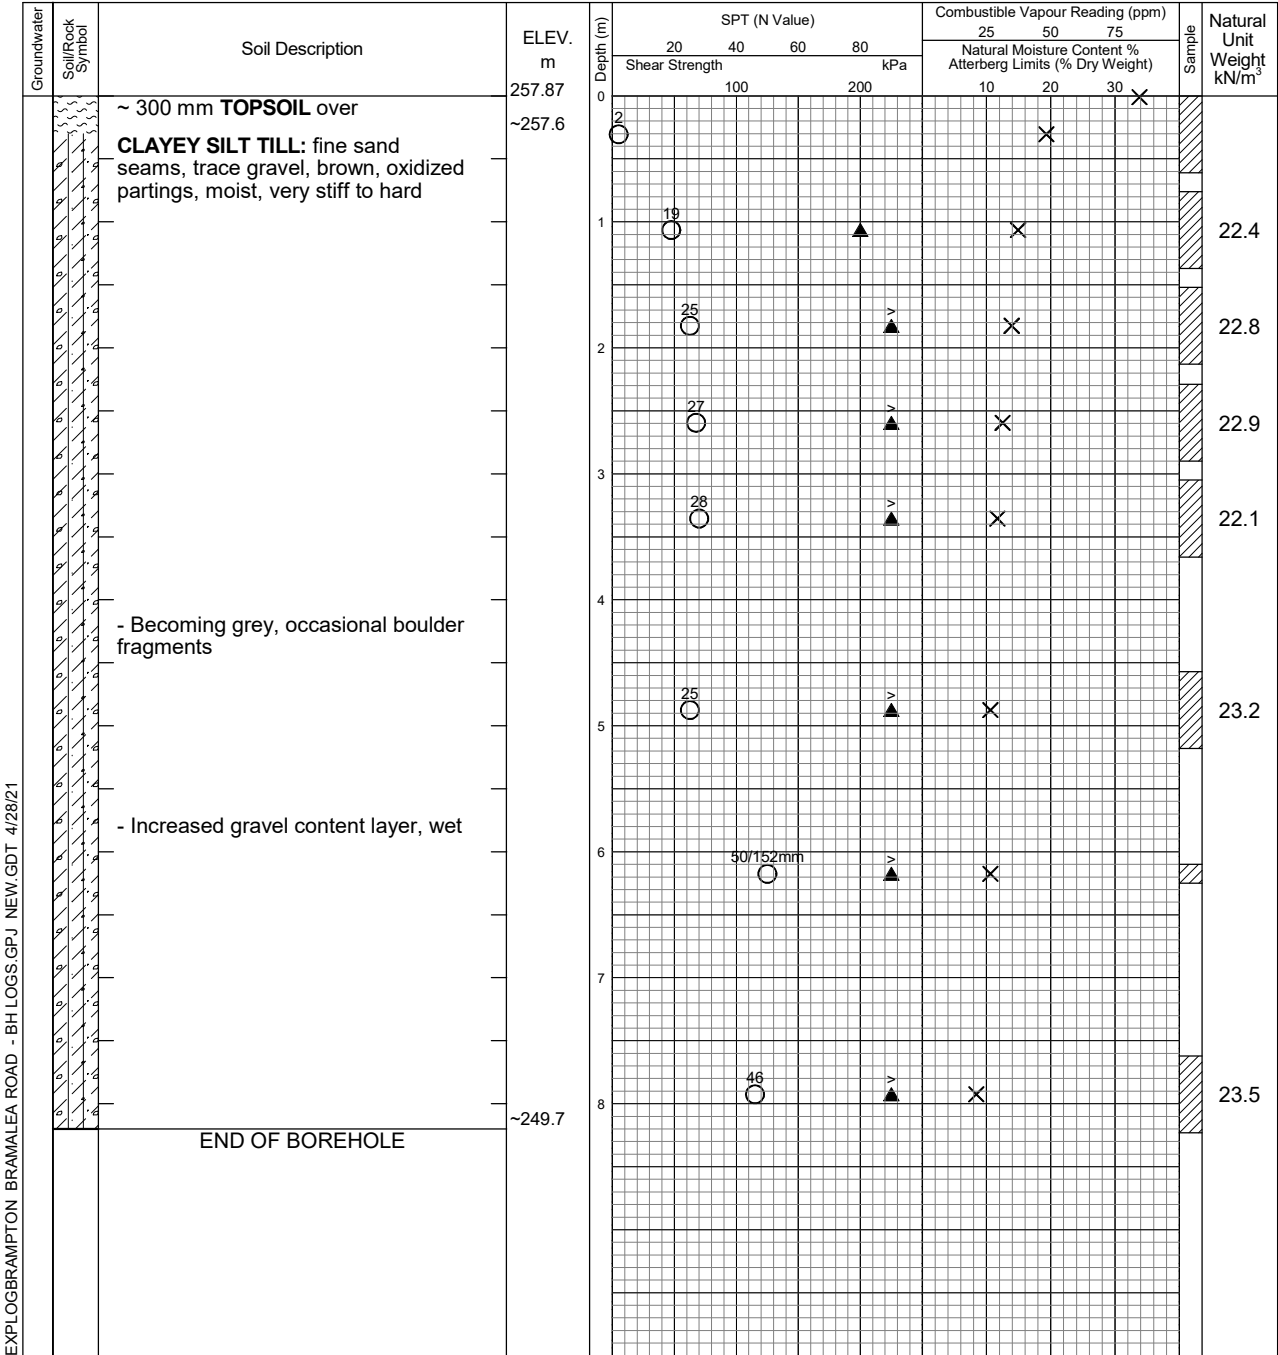 Groundwater
Soil/Rock
Symbol
Soil Description
ELEV.
m
257.87
Depth (m)
SPT (N Value)
20 40 60 80
Shear Strength kPa
100 200
Combustible Vapour Reading (ppm)
25 50 75
Natural Moisture Content %
Atterberg Limits (% Dry Weight)
10 20 30
Sample
Natural
Unit
Weight
kN/m³
0
~ 300 mm TOPSOIL over
~257.6
2
CLAYEY SILT TILL: fine sand
seams, trace gravel, brown, oxidized
partings, moist, very stiff to hard
19
1
22.4
25 >
22.8
2
27 >
22.9
3
28 >
22.1
4
- Becoming grey, occasional boulder
fragments
25 >
23.2
5
- Increased gravel content layer, wet
6
50/152mm >
7
46 >
23.5
8
~249.7
END OF BOREHOLE
EXPLOGBRAMPTON BRAMALEA ROAD - BH LOGS.GPJ NEW.GDT 4/28/21